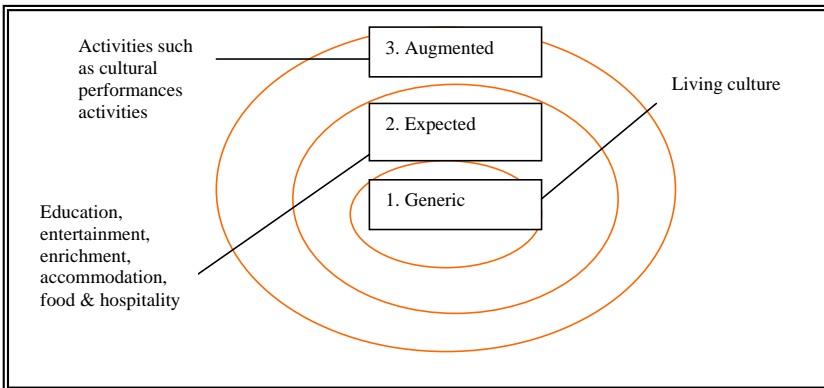 Activities such
as cultural
performances
activities
3. Augmented
Living culture
2. Expected
1. Generic
Education,
entertainment,
enrichment,
accommodation,
food & hospitality